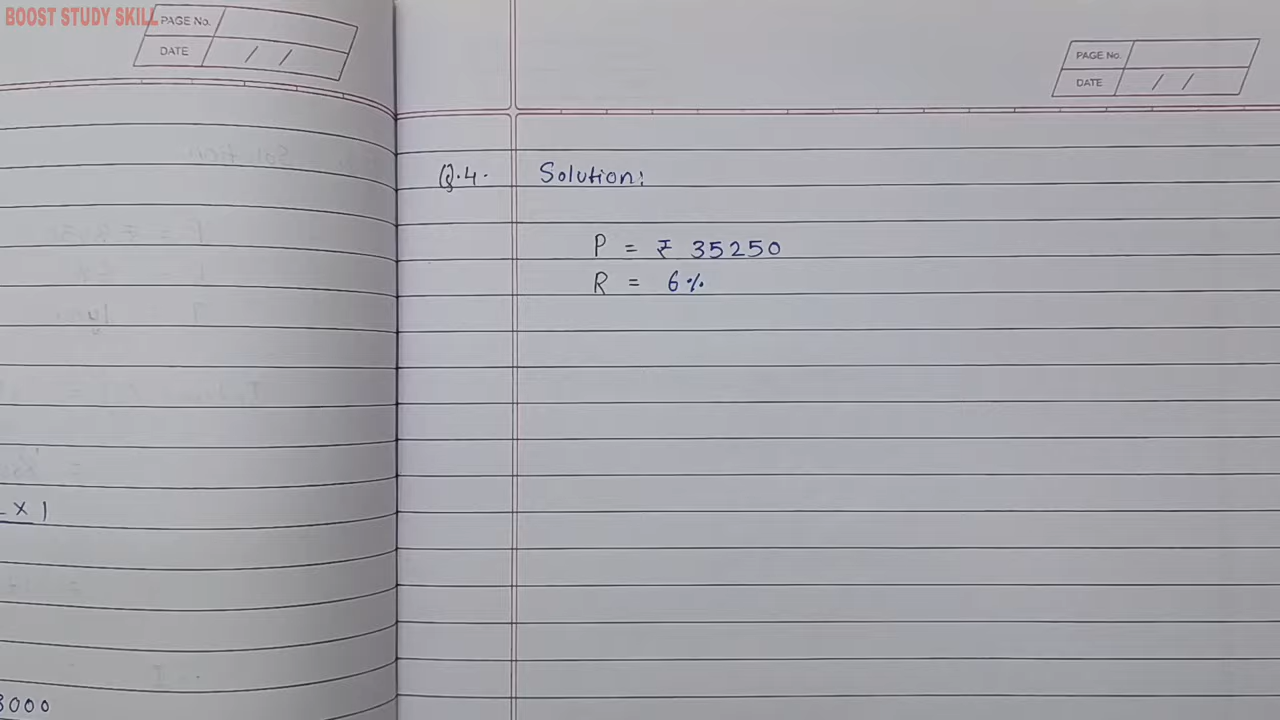 BOOST STUDY SKILL
PAGE No.
DATE / /
PAGE No.
DATE / /
× 1
3000
Q.4. Solution:
P = ₹ 35250
R = 6%